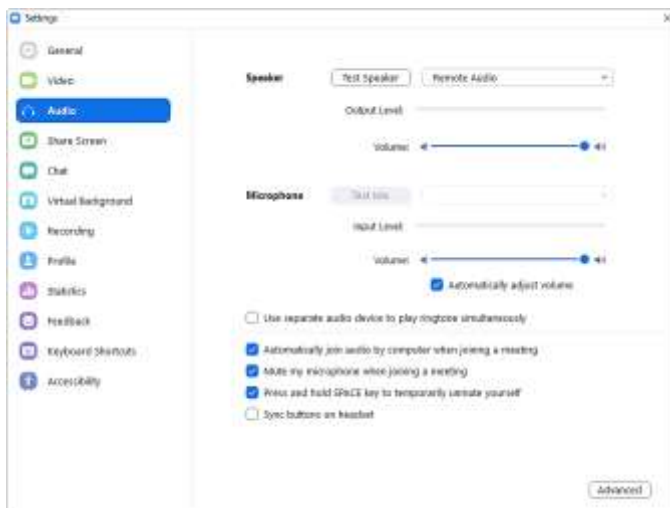 Settings
General
Video
Audio
Share Screen
Chat
Virtual Background
Recording
Profile
Statistics
Feedback
Keyboard Shortcuts
Accessibility
Speaker
Test Speaker
Remote Audio
Output Level:
Volume:
Microphone
Test Mic
Input Level:
Volume:
Automatically adjust volume
Use separate audio device to play ringtone simultaneously
Automatically join audio by computer when joining a meeting
Mute my microphone when joining a meeting
Press and hold SPACE key to temporarily unmute yourself
Sync buttons on headset
Advanced